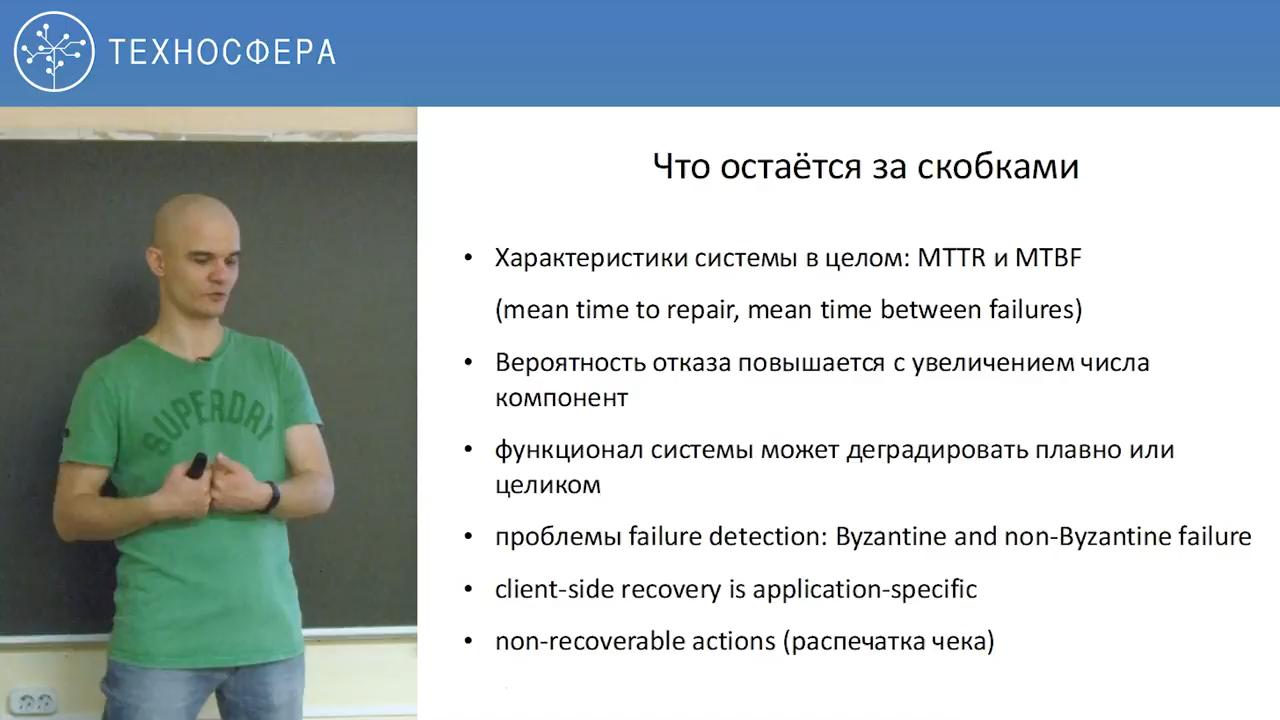 ТЕХНОСФЕРА
Что остаётся за скобками
SUPERDRY
• Характеристики системы в целом: MTTR и MTBF
(mean time to repair, mean time between failures)
• Вероятность отказа повышается с увеличением числа
компонент
• функционал системы может деградировать плавно или
целиком
• проблемы failure detection: Byzantine and non-Byzantine failure
• client-side recovery is application-specific
• non-recoverable actions (распечатка чека)